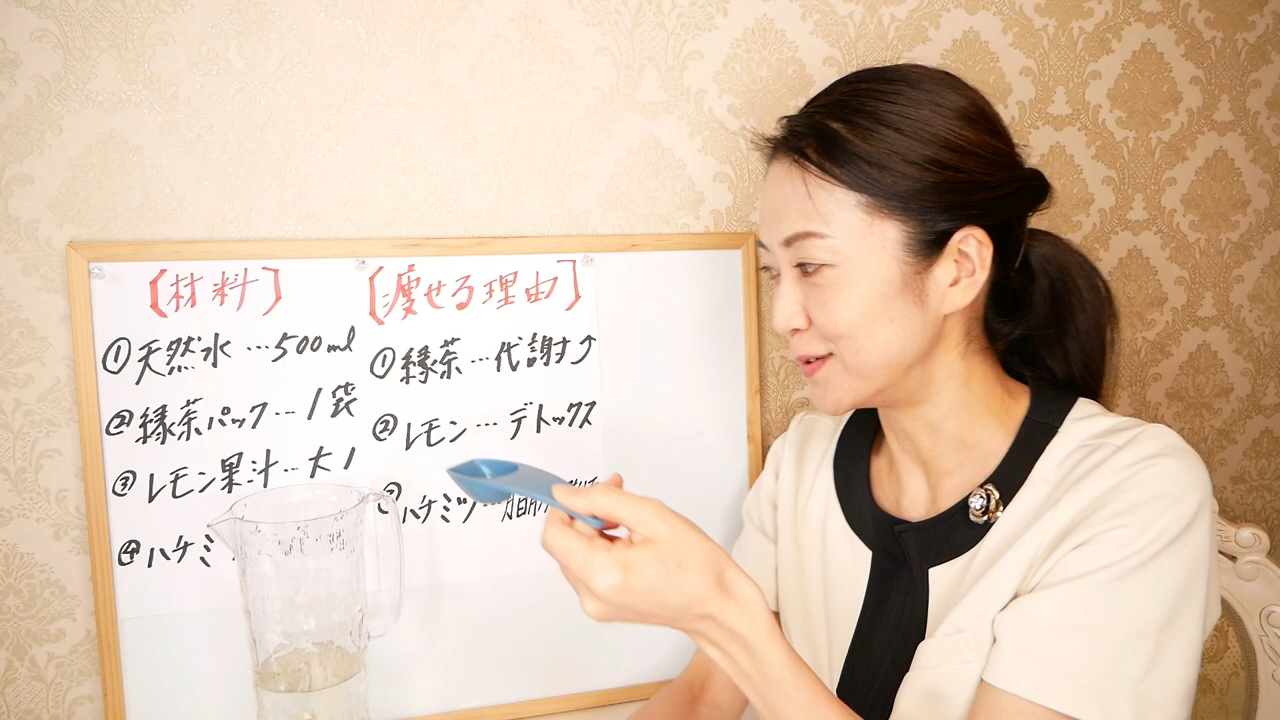 【材料】
①天然水…500ml
②緑茶パック…1袋
③レモン果汁…大1
④ハチミ
【痩せる理由】
①緑茶…代謝⤴
②レモン…デトックス
ハチミツ…脂肪